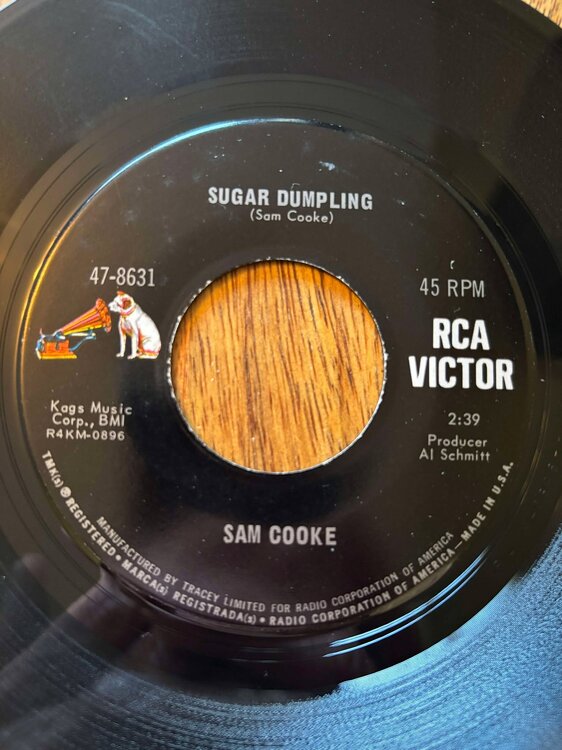 SUGAR DUMPLING
(Sam Cooke)
47-8631
45 RPM
RCA
VICTOR
Kags Music
Corp., BMI
R4KM-0896
2:39
Producer
Al Schmitt
SAM COOKE
TMK(s) ® REGISTERED • MARCA(s) REGISTRADA(s) • RADIO CORPORATION OF AMERICA—MADE IN U.S.A.
MANUFACTURED BY TRACEY LIMITED FOR RADIO CORPORATION OF AMERICA